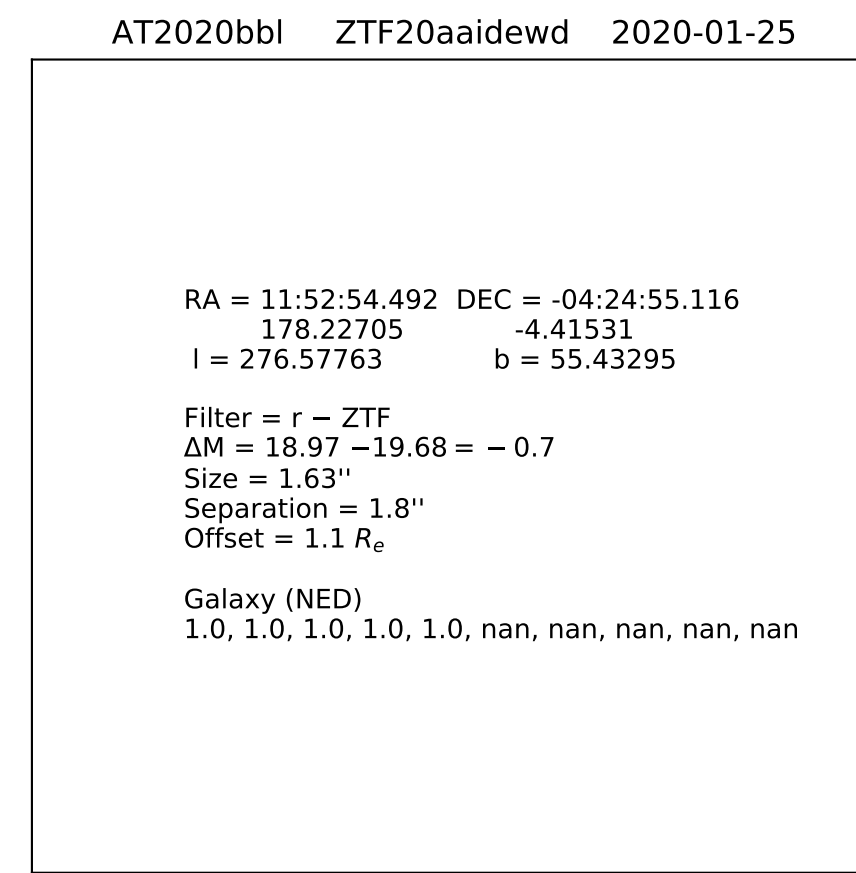 AT2020bbl ZTF20aaidewd 2020-01-25
RA = 11:52:54.492 DEC = -04:24:55.116
178.22705 -4.41531
l = 276.57763 b = 55.43295
Filter = r − ZTF
ΔM = 18.97 −19.68 = − 0.7
Size = 1.63''
Separation = 1.8''
Offset = 1.1 Rₑ
Galaxy (NED)
1.0, 1.0, 1.0, 1.0, 1.0, nan, nan, nan, nan, nan